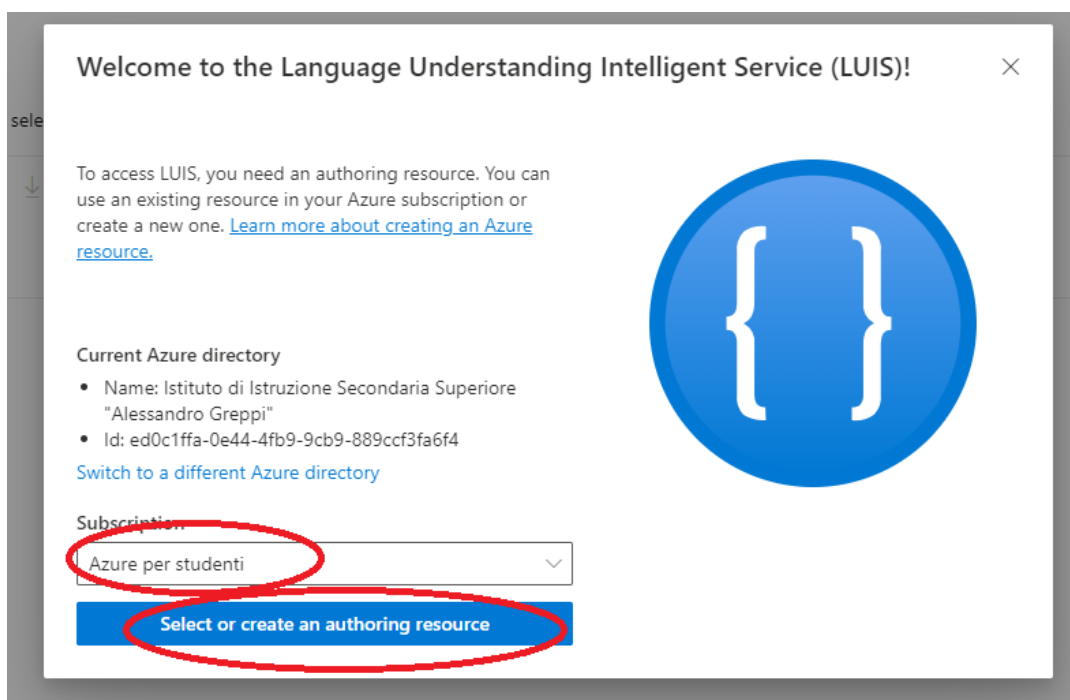 Welcome to the Language Understanding Intelligent Service (LUIS)!
sele
To access LUIS, you need an authoring resource. You can
use an existing resource in your Azure subscription or
create a new one. Learn more about creating an Azure
resource.
Current Azure directory
• Name: Istituto di Istruzione Secondaria Superiore
"Alessandro Greppi"
• Id: ed0c1ffa-0e44-4fb9-9cb9-889ccf3fa6f4
Switch to a different Azure directory
Subscription
Azure per studenti
Select or create an authoring resource